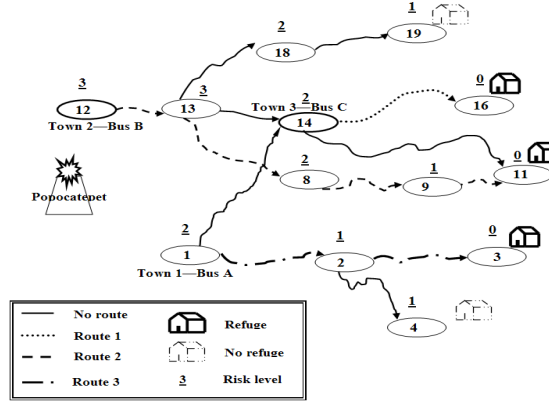 1
2
19
18
0
3
3
2
16
12
13
Town 3—Bus C
Town 2—Bus B
14
0
2
1
11
8
9
Popocatepet
2
1
0
1
2
3
Town 1—Bus A
1
4
No route
Route 1
Refuge
Route 2
No refuge
Route 3
3
Risk level